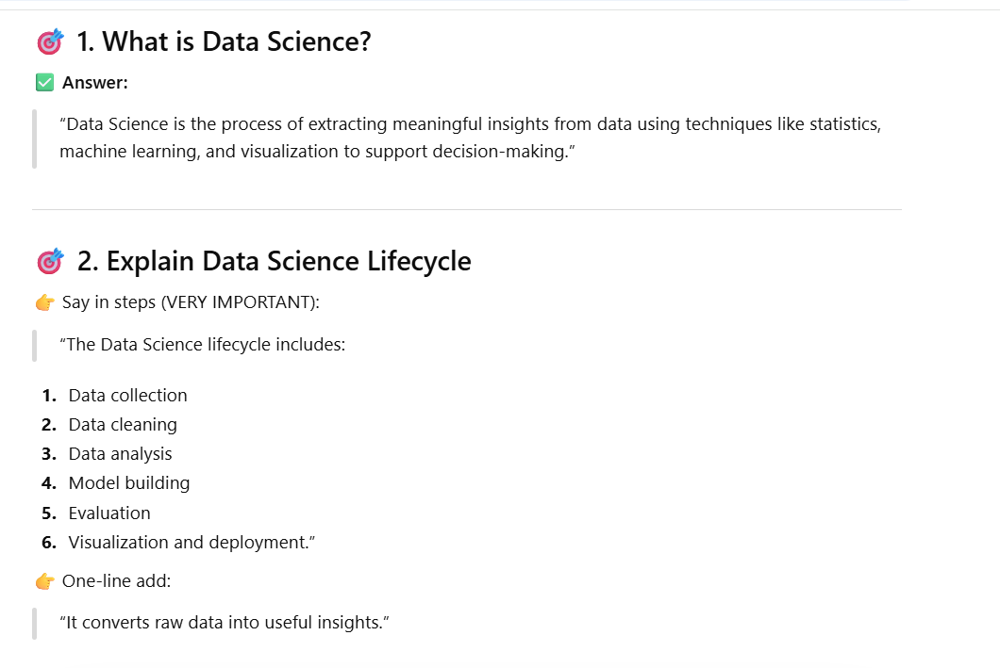 🎯 1. What is Data Science?
✅ Answer:
“Data Science is the process of extracting meaningful insights from data using techniques like statistics,
machine learning, and visualization to support decision-making.”
🎯 2. Explain Data Science Lifecycle
👉 Say in steps (VERY IMPORTANT):
“The Data Science lifecycle includes:
1. Data collection
2. Data cleaning
3. Data analysis
4. Model building
5. Evaluation
6. Visualization and deployment.”
👉 One-line add:
“It converts raw data into useful insights.”